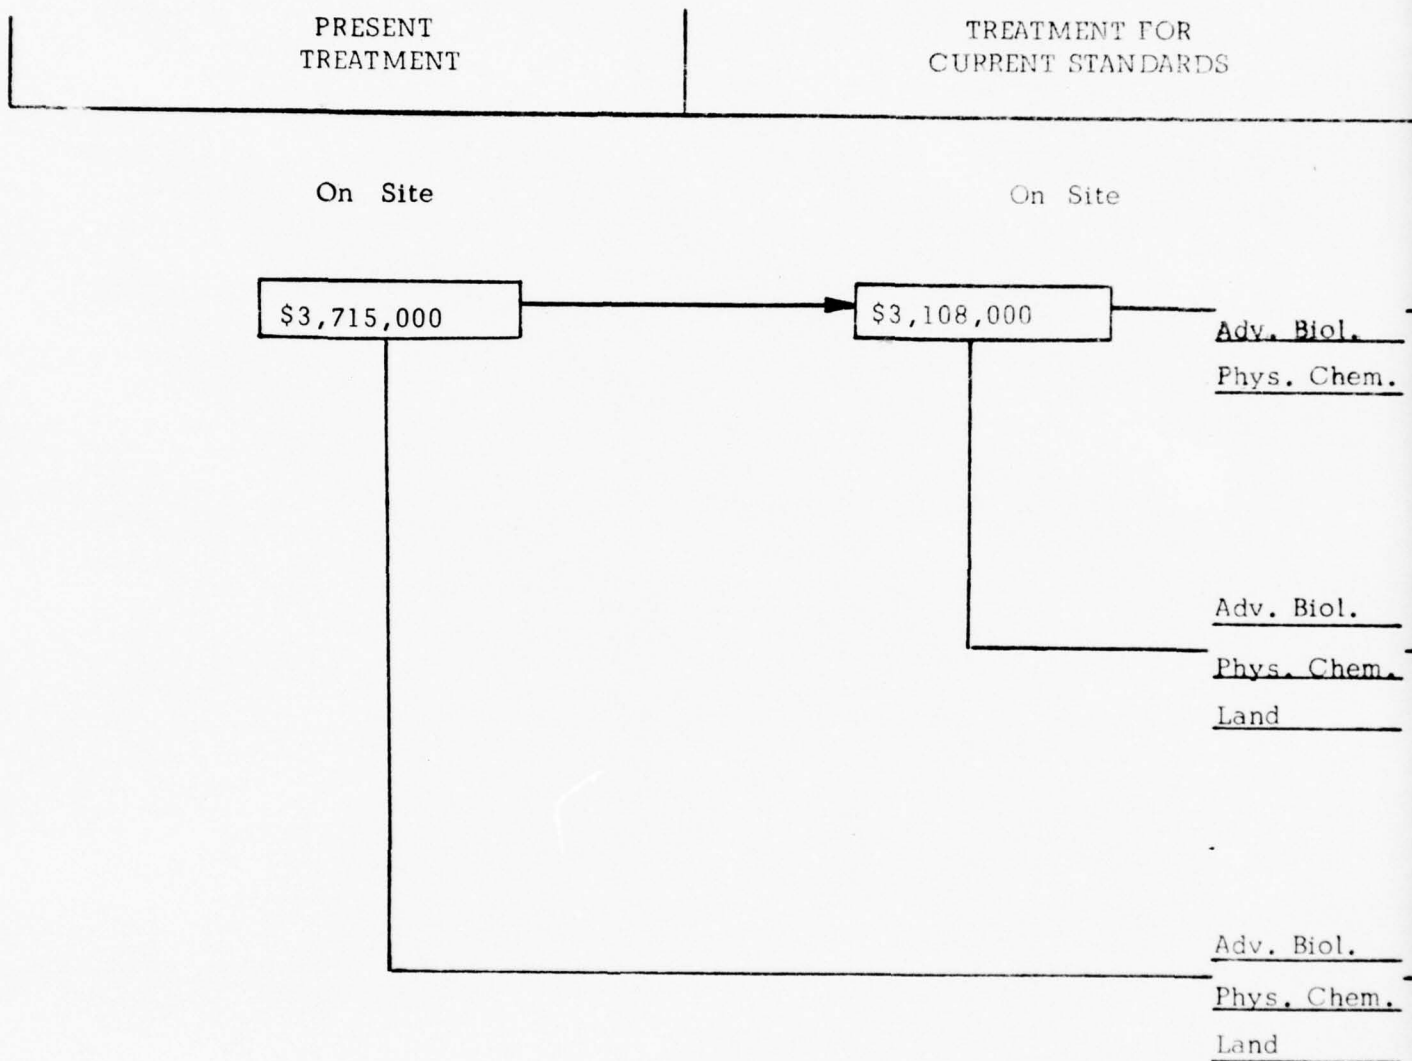 PRESENT
TREATMENT
TREATMENT FOR
CURRENT STANDARDS
On Site
On Site
$3,715,000
$3,108,000
Adv. Biol.
Phys. Chem.
Adv. Biol.
Phys. Chem.
Land
Adv. Biol.
Phys. Chem.
Land